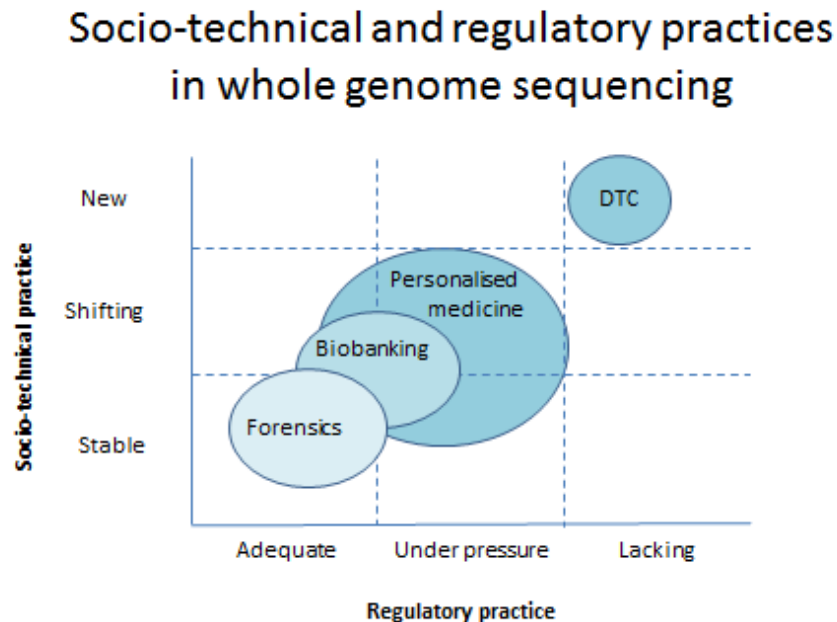 Socio-technical and regulatory practices
in whole genome sequencing
New
DTC
Socio-technical practice
Shifting
Personalised
medicine
Biobanking
Forensics
Stable
Adequate
Under pressure
Lacking
Regulatory practice